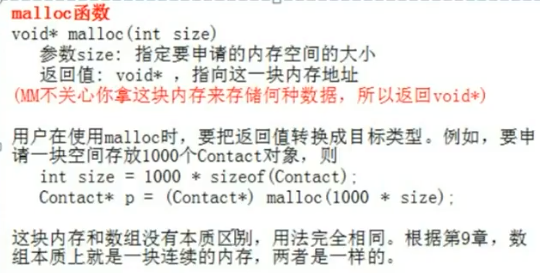 malloc函数
void* malloc(int size)
参数size: 指定要申请的内存空间的大小
返回值: void* ，指向这一块内存地址
(MM不关心你拿这块内存来存储何种数据，所以返回void*)
用户在使用malloc时，要把返回值转换成目标类型。例如，要申
请一块空间存放1000个Contact对象，则
int size = 1000 * sizeof(Contact);
Contact* p = (Contact*) malloc(1000 * size);
这块内存和数组没有本质区别，用法完全相同。根据第9章，数
组本质上就是一块连续的内存，两者是一样的。